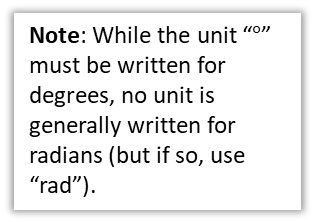 Note: While the unit “°”
must be written for
degrees, no unit is
generally written for
radians (but if so, use
“rad”).